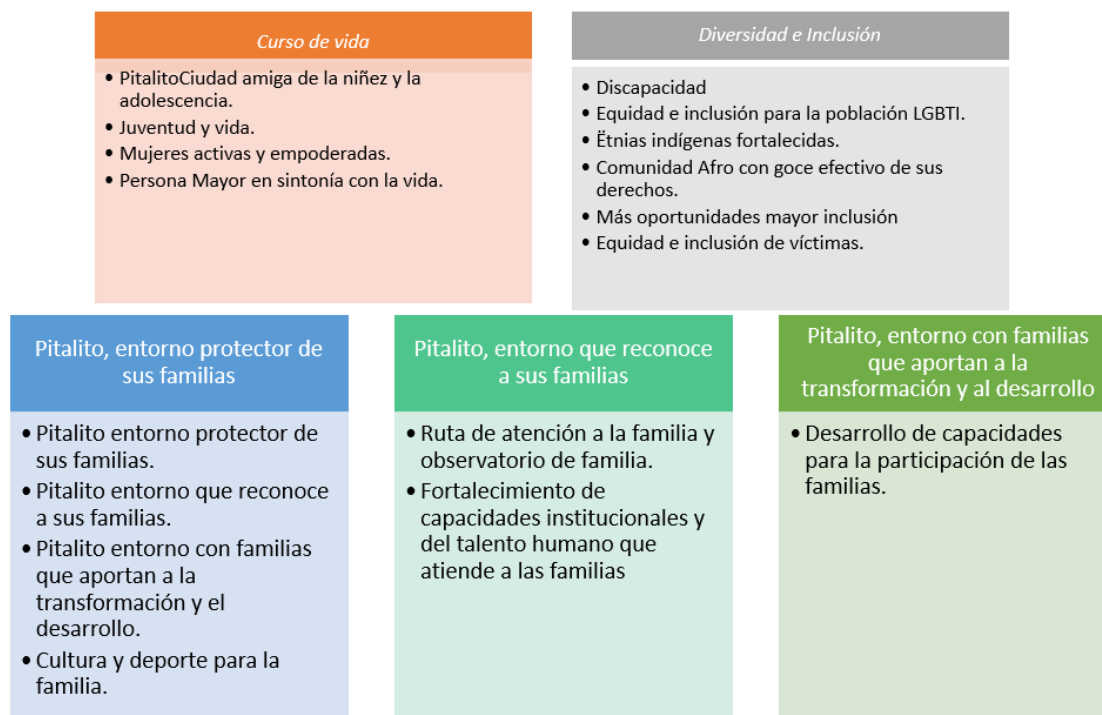 Curso de vida
• PitalitoCiudad amiga de la niñez y la
adolescencia.
• Juventud y vida.
• Mujeres activas y empoderadas.
• Persona Mayor en sintonía con la vida.
Diversidad e Inclusión
• Discapacidad
• Equidad e inclusión para la población LGBTI.
• Ëtnias indígenas fortalecidas.
• Comunidad Afro con goce efectivo de sus
derechos.
• Más oportunidades mayor inclusión
• Equidad e inclusión de víctimas.
Pitalito, entorno protector de
sus familias
• Pitalito entorno protector de
sus familias.
• Pitalito entorno que reconoce
a sus familias.
• Pitalito entorno con familias
que aportan a la
transformación y el
desarrollo.
• Cultura y deporte para la
familia.
Pitalito, entorno que reconoce
a sus familias
• Ruta de atención a la familia y
observatorio de familia.
• Fortalecimiento de
capacidades institucionales y
del talento humano que
atiende a las familias
Pitalito, entorno con familias
que aportan a la
transformación y al desarrollo
• Desarrollo de capacidades
para la participación de las
familias.